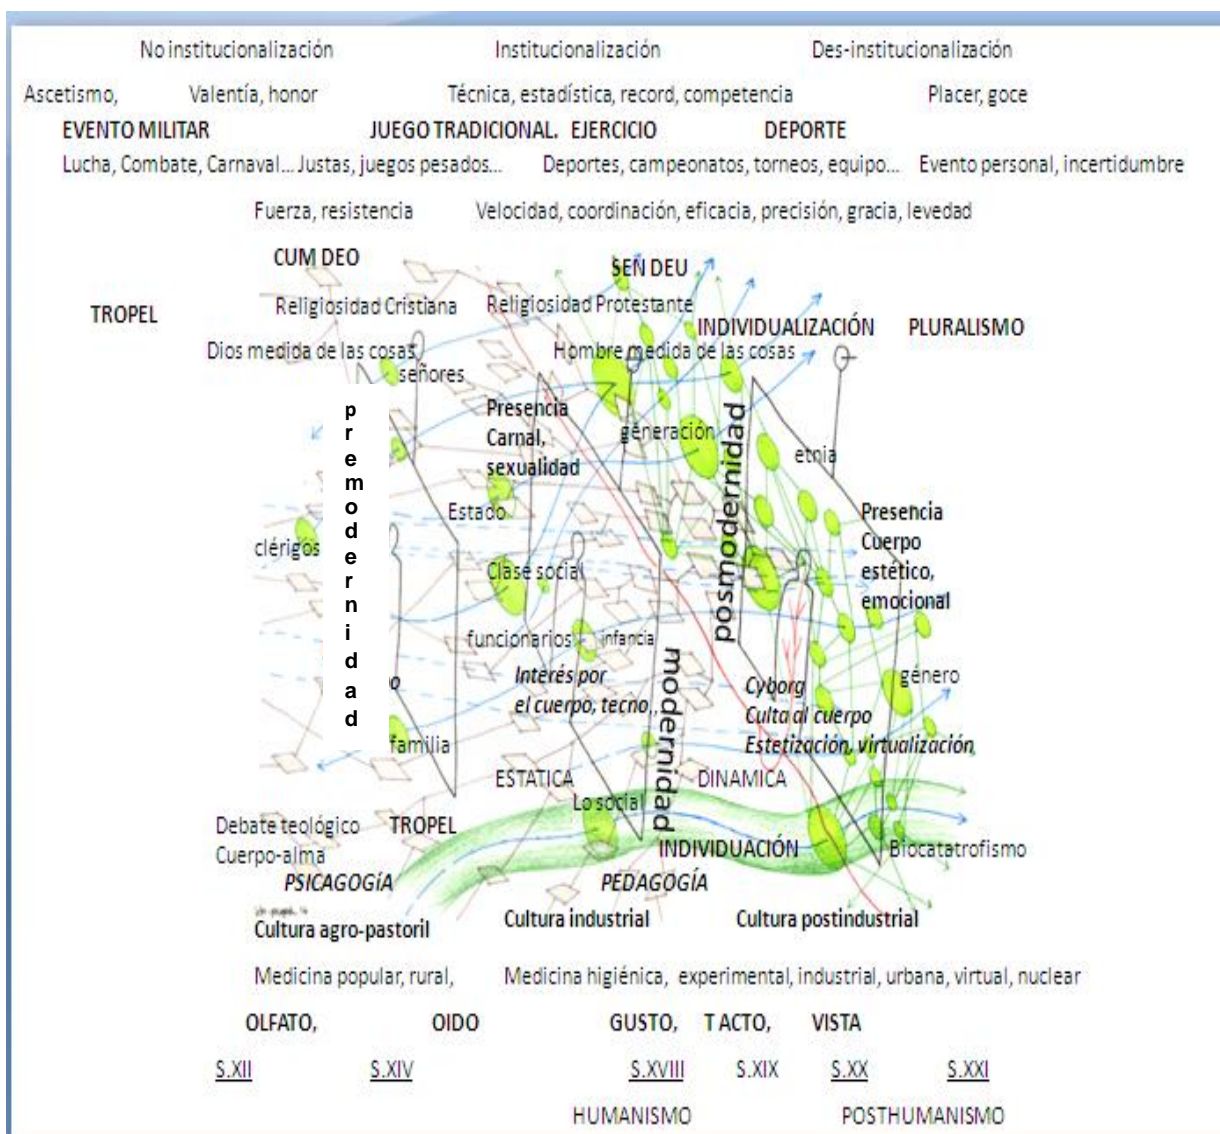 No institucionalización Institucionalización Des-institucionalización
Ascetismo, Valentía, honor Técnica, estadística, record, competencia Placer, goce
EVENTO MILITAR JUEGO TRADICIONAL. EJERCICIO DEPORTE
Lucha, Combate, Carnaval... Justas, juegos pesados... Deportes, campeonatos, torneos, equipo... Evento personal, incertidumbre
Fuerza, resistencia Velocidad, coordinación, eficacia, precisión, gracia, levedad
CUM DEO SEN DEU
Religiosidad Cristiana Religiosidad Protestante
TROPEL INDIVIDUALIZACIÓN PLURALISMO
Dios medida de las cosas Hombre medida de las cosas
señores
premodernidad
Presencia
Carnal,
sexualidad
géneración
posmodernidad
etnia
Estado
Presencia
Cuerpo
estético,
emocional
clérigos
Clase social
funcionarios infancia
modernidad
Interés por
el cuerpo, tecno,,
Cyborg
Culta al cuerpo
Estetización, virtualización,
género
familia
ESTATICA DINAMICA
Lo social
Debate teológico TROPEL
Cuerpo-alma
INDIVIDUACIÓN Biocatatrofismo
PSICAGOGÍA PEDAGOGÍA
Cultura agro-pastoril Cultura industrial Cultura postindustrial
Medicina popular, rural, Medicina higiénica, experimental, industrial, urbana, virtual, nuclear
OLFATO, OIDO GUSTO, T ACTO, VISTA
S.XII S.XIV S.XVIII S.XIX S.XX S.XXI
HUMANISMO POSTHUMANISMO